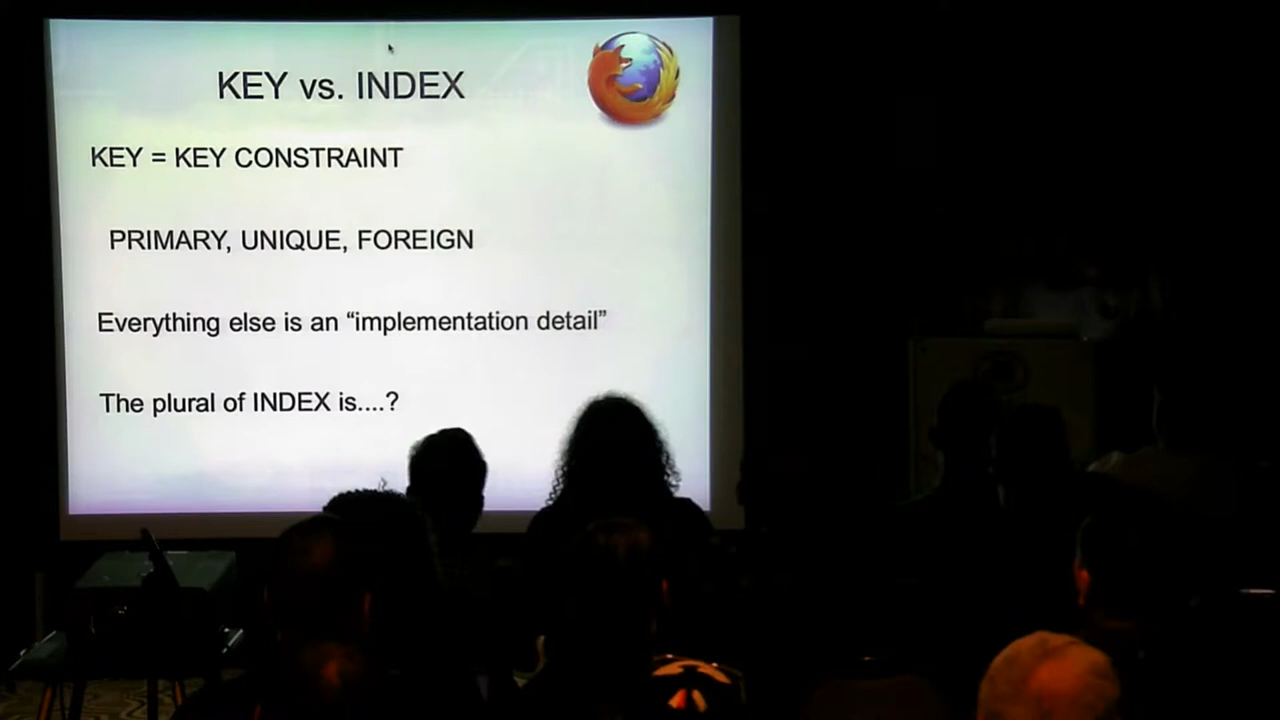 KEY vs. INDEX
KEY = KEY CONSTRAINT
PRIMARY, UNIQUE, FOREIGN
Everything else is an “implementation detail”
The plural of INDEX is....?